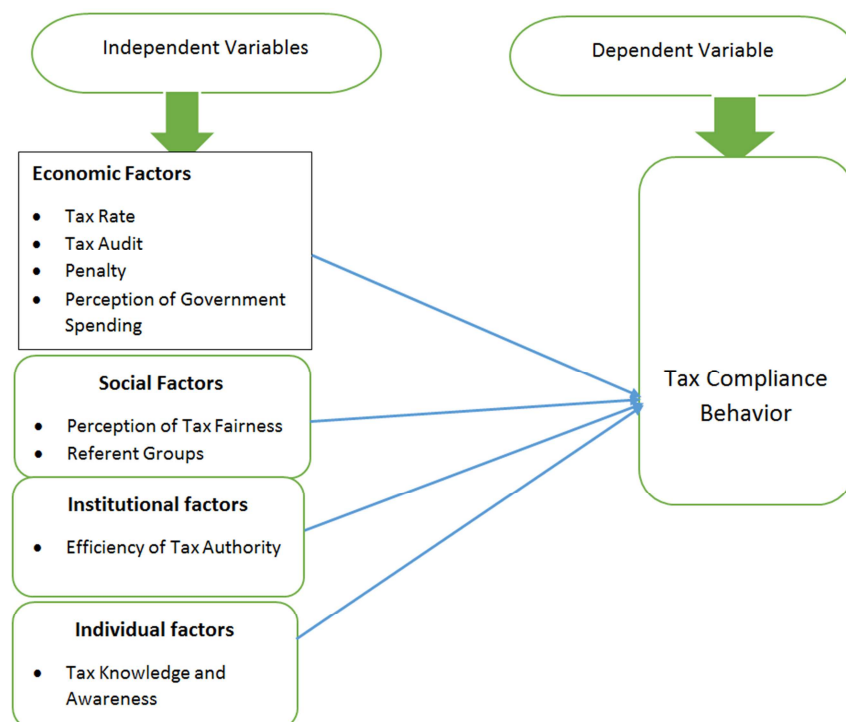 Independent Variables
Dependent Variable
Economic Factors
• Tax Rate
• Tax Audit
• Penalty
• Perception of Government
Spending
Social Factors
• Perception of Tax Fairness
• Referent Groups
Institutional factors
• Efficiency of Tax Authority
Individual factors
• Tax Knowledge and
Awareness
Tax Compliance
Behavior